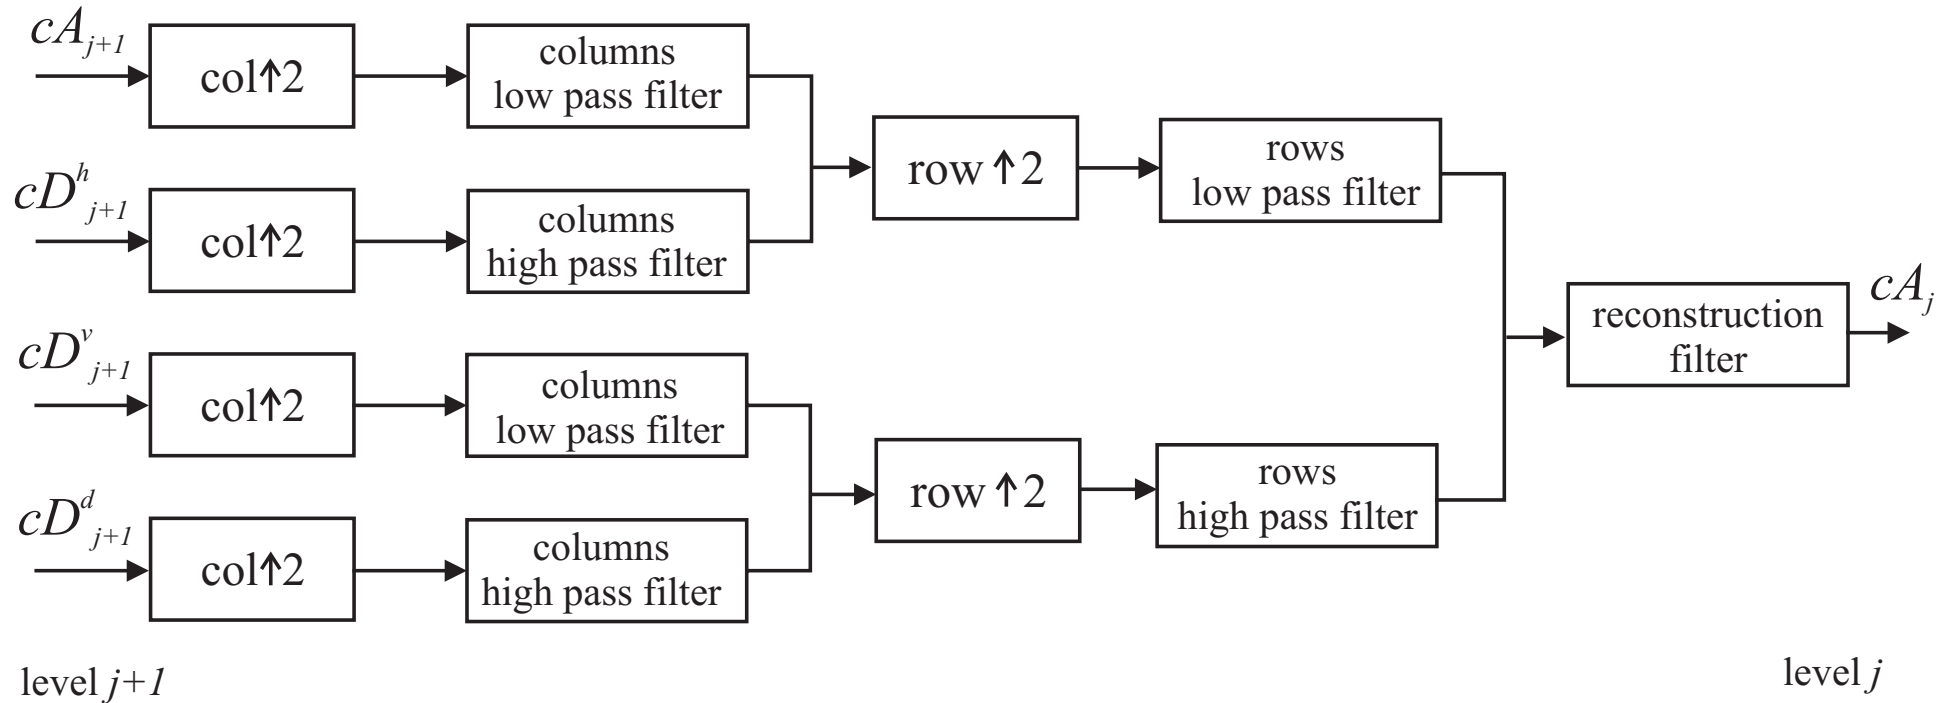 cA_{j+1}
col↑2
columns
low pass filter
cD^h_{j+1}
col↑2
columns
high pass filter
row ↑2
rows
low pass filter
cD^v_{j+1}
col↑2
columns
low pass filter
cD^d_{j+1}
col↑2
columns
high pass filter
row ↑2
rows
high pass filter
reconstruction
filter
cA_j
level j+1
level j